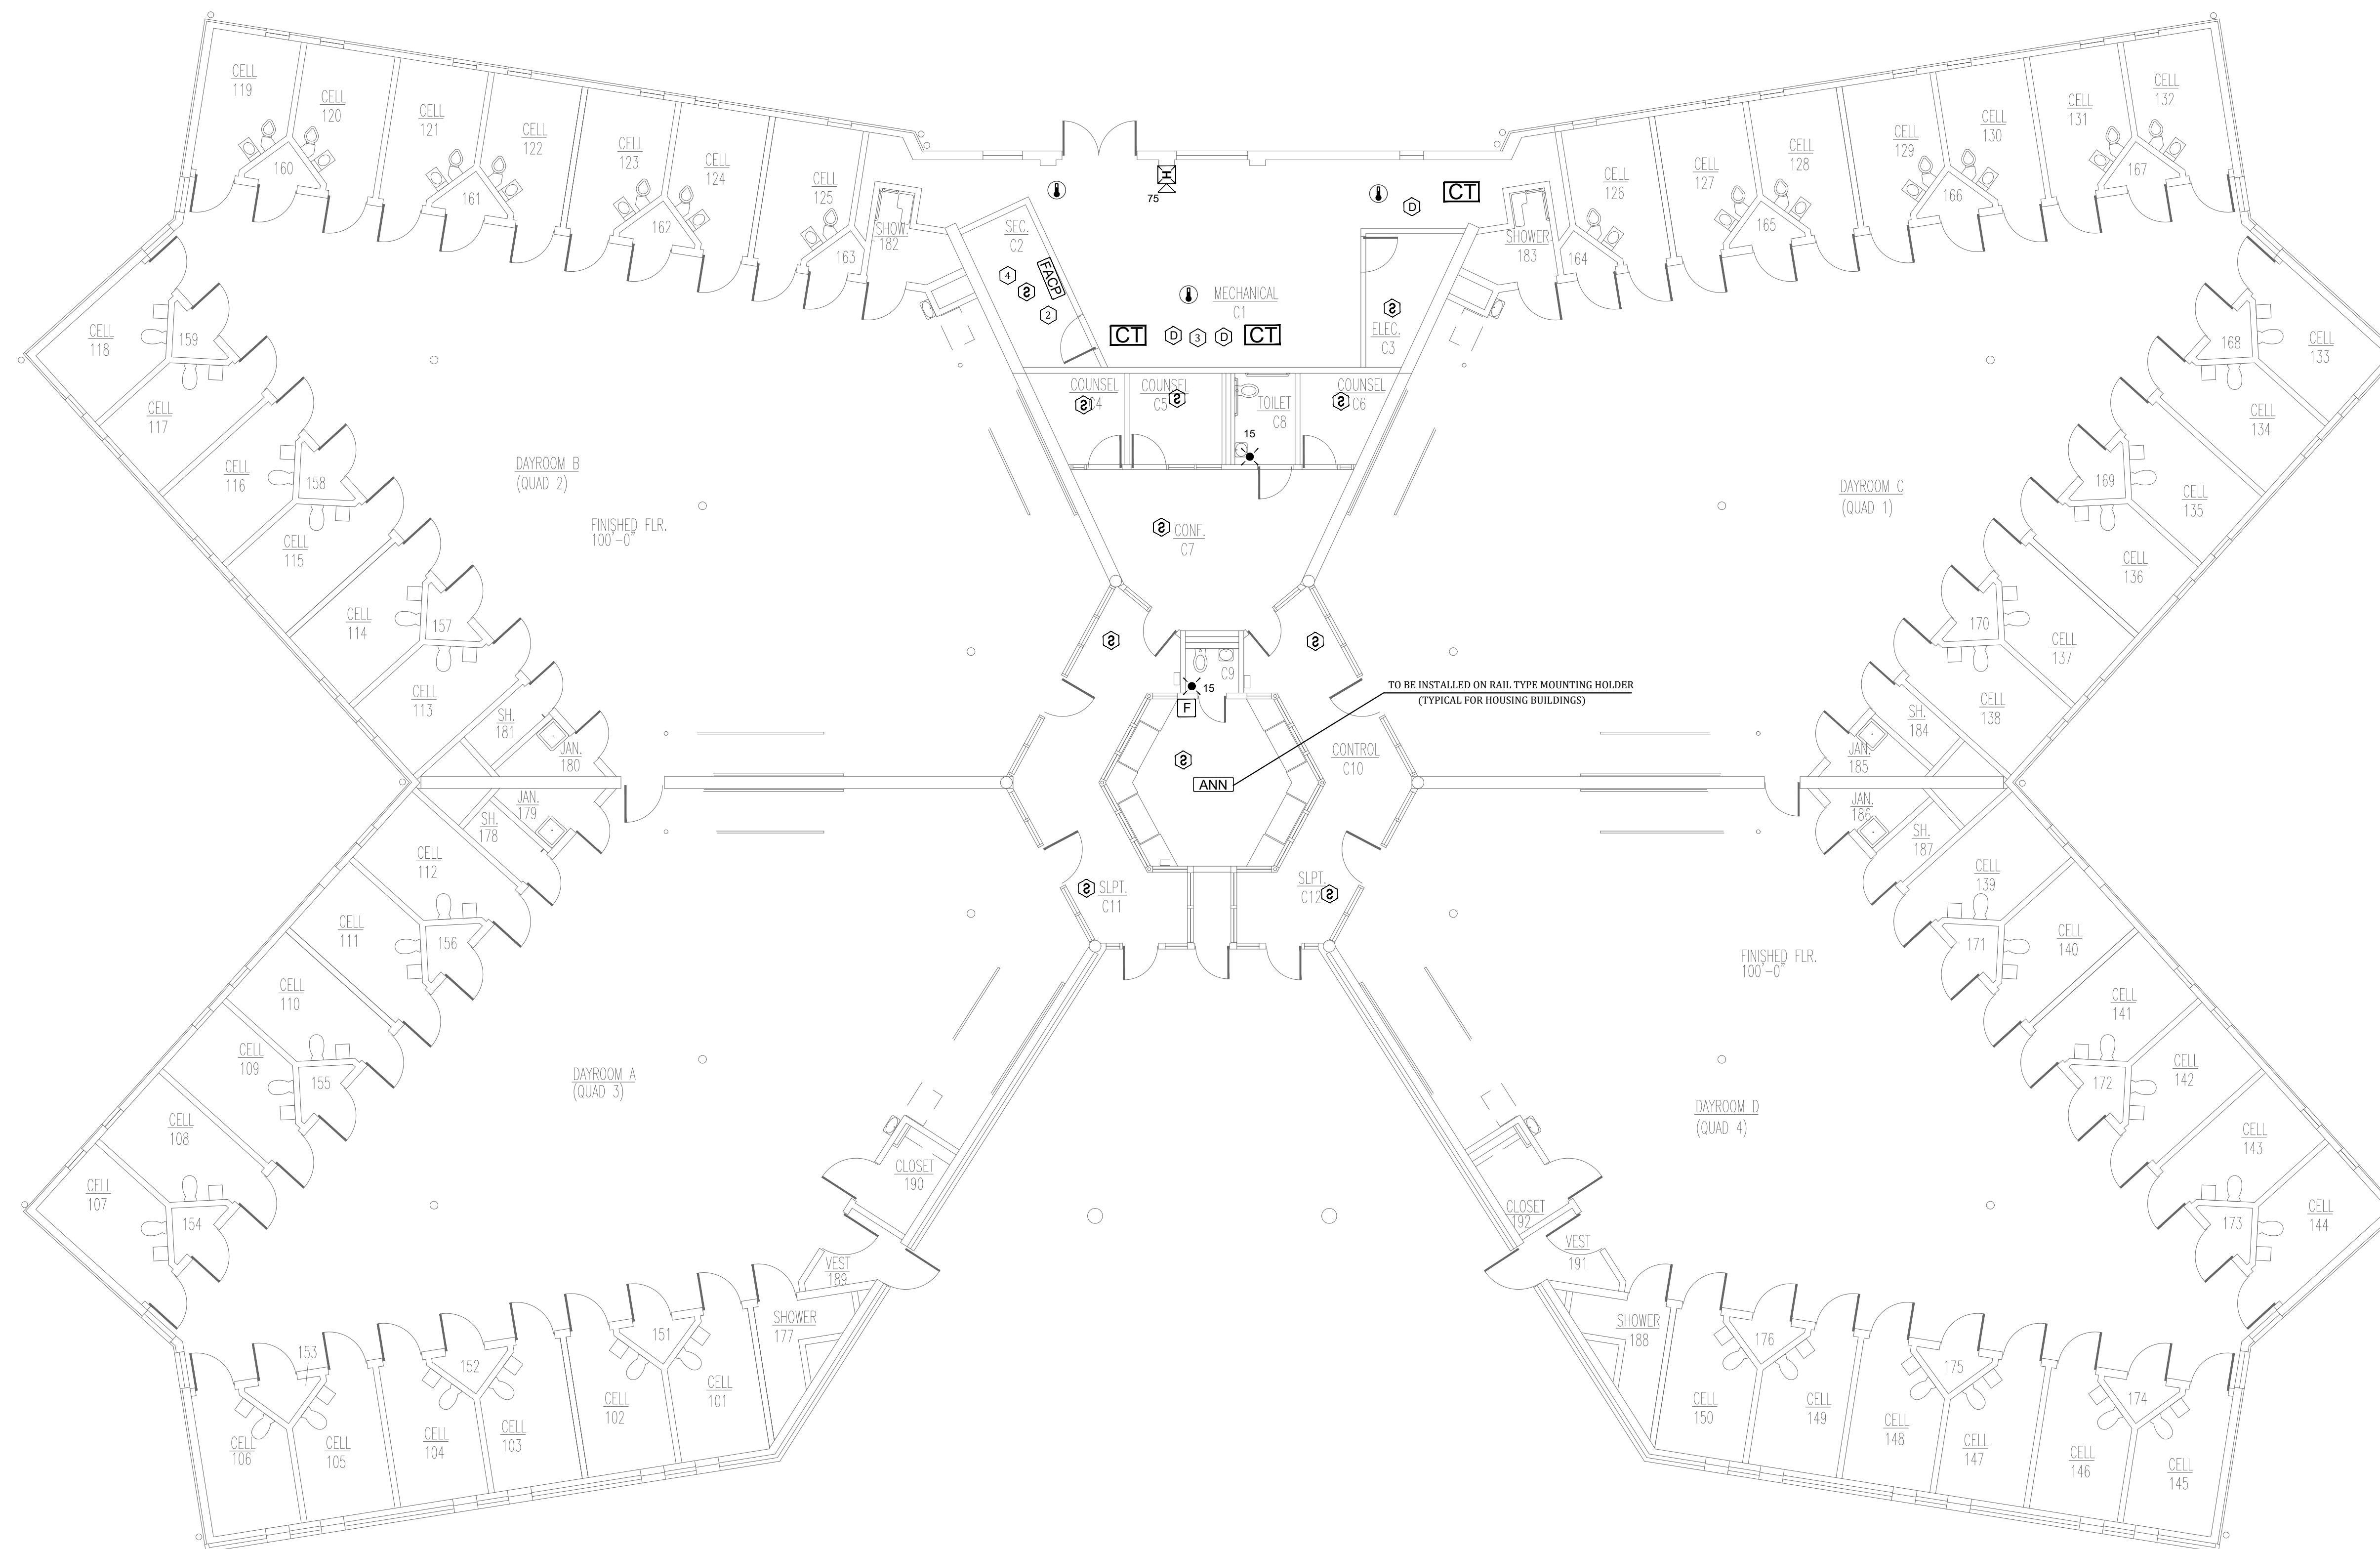 CELL
119
CELL
120
CELL
121
CELL
122
CELL
123
CELL
124
CELL
125
160
161
162
163
SHOW.
182
SEC.
C2
FACP
4
S
2
H
75
D
CT
MECHANICAL
C1
CT
D
3
D
CT
S
ELEC.
C3
SHOWER
183
CELL
126
CELL
127
CELL
128
CELL
129
CELL
130
CELL
131
CELL
132
164
165
166
167
CELL
118
159
CELL
117
CELL
116
158
CELL
115
CELL
114
157
CELL
113
SH.
181
JAN.
180
DAYROOM B
(QUAD 2)
FINISHED FLR.
100'-0"
COUNSEL
S
C4
COUNSEL
S
C5
TOILET
C8
15
COUNSEL
S
C6
S
CONF.
C7
S
S
C9
15
F
S
ANN
CONTROL
C10
TO BE INSTALLED ON RAIL TYPE MOUNTING HOLDER
(TYPICAL FOR HOUSING BUILDINGS)
DAYROOM C
(QUAD 1)
168
CELL
133
CELL
134
169
CELL
135
CELL
136
170
CELL
137
CELL
138
SH.
184
JAN.
185
JAN.
179
SH.
178
CELL
112
CELL
111
156
CELL
110
CELL
109
155
CELL
108
CELL
107
154
DAYROOM A
(QUAD 3)
S
SLPT.
C11
SLPT.
C12
S
JAN.
186
SH.
187
CELL
139
171
CELL
140
FINISHED FLR.
100'-0"
CELL
141
172
CELL
142
DAYROOM D
(QUAD 4)
CELL
143
173
CELL
144
CLOSET
190
VEST
189
SHOWER
177
CLOSET
192
VEST
191
SHOWER
188
153
152
151
CELL
106
CELL
105
CELL
104
CELL
103
CELL
102
CELL
101
176
175
174
CELL
150
CELL
149
CELL
148
CELL
147
CELL
146
CELL
145